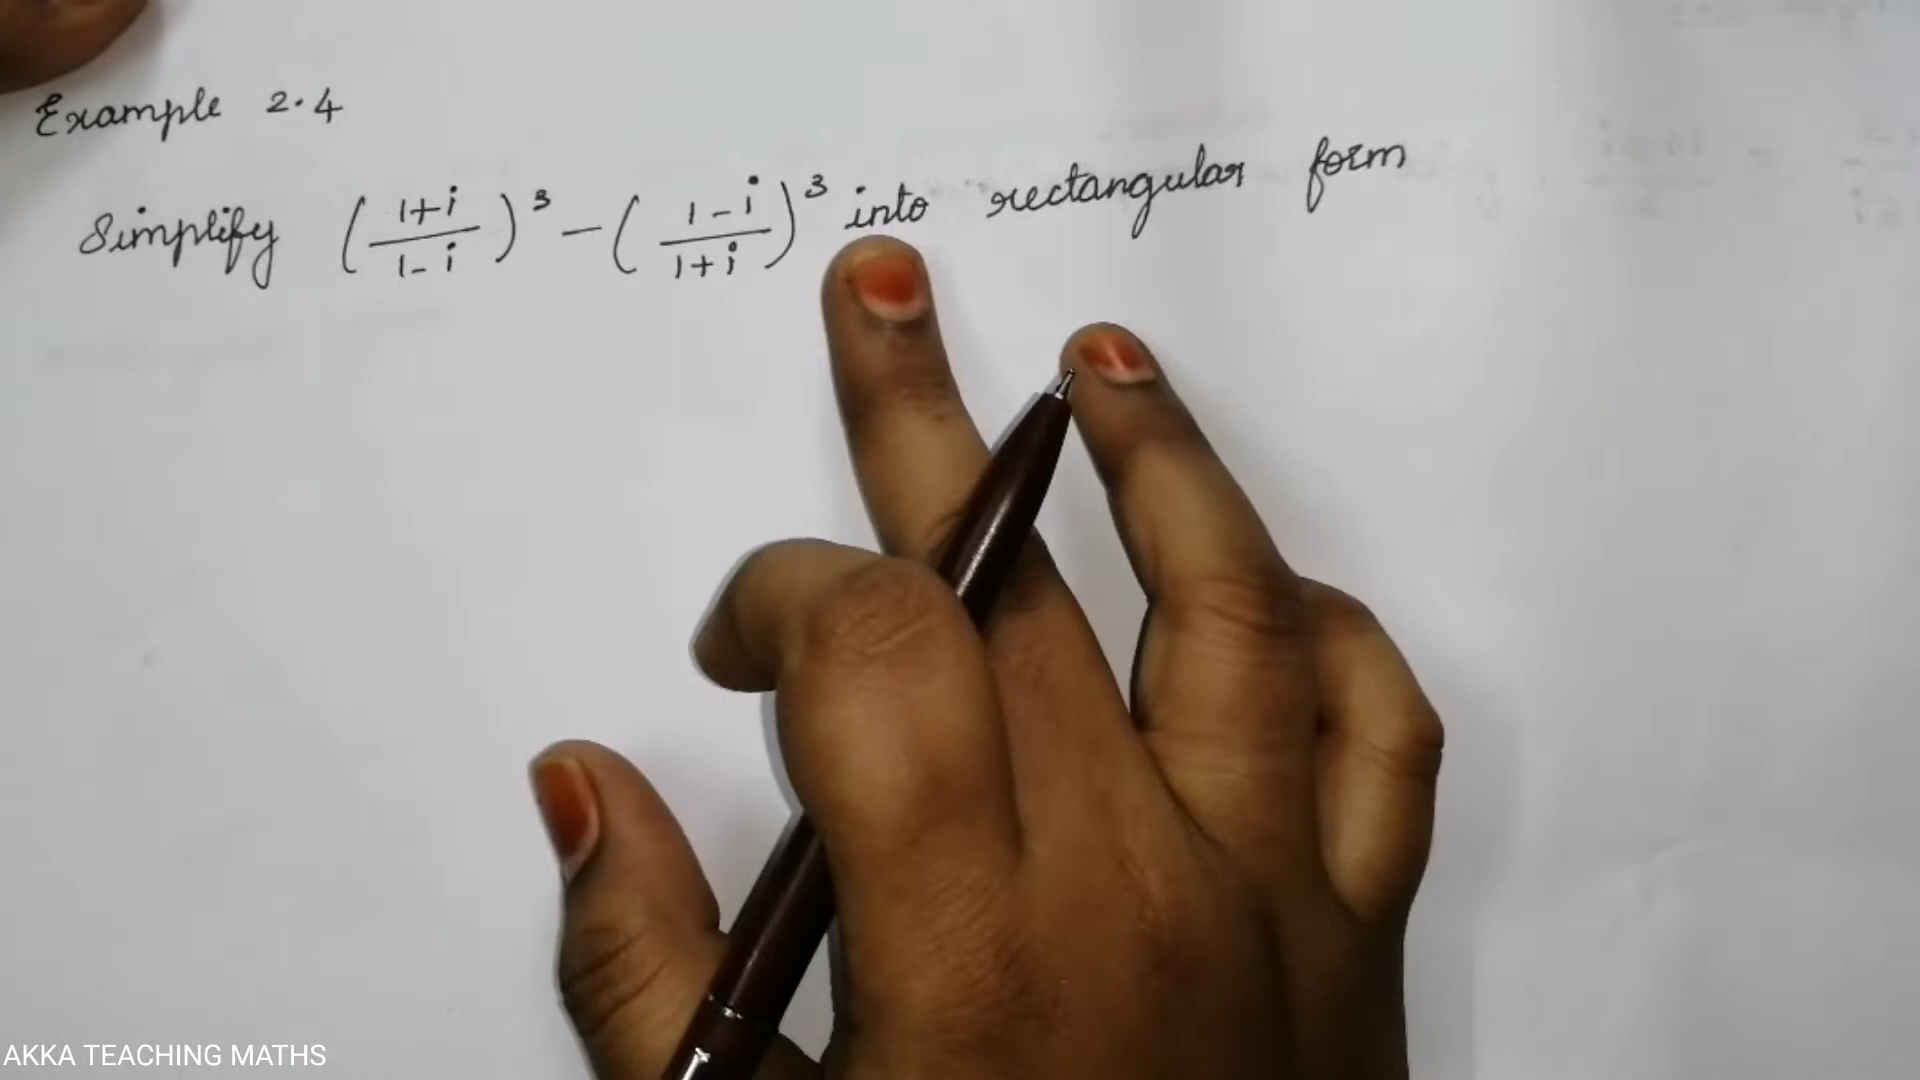 Example 2.4
Simplify (1+i/1-i)³ - (1-i/1+i)³ into rectangular form
AKKA TEACHING MATHS